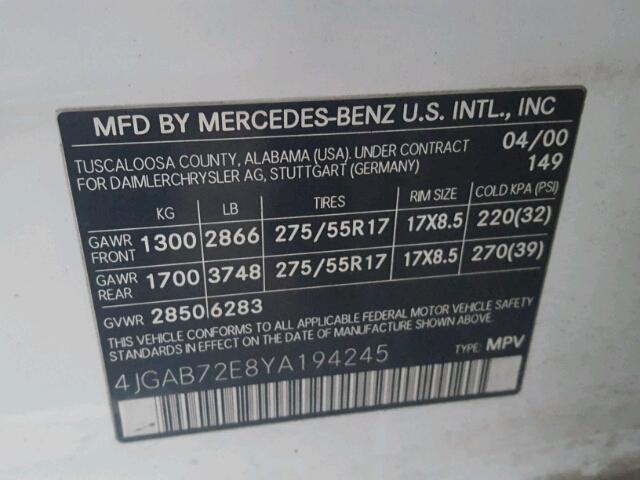 MFD BY MERCEDES-BENZ U.S. INTL., INC
TUSCALOOSA COUNTY, ALABAMA (USA). UNDER CONTRACT 04/00
FOR DAIMLERCHRYSLER AG, STUTTGART (GERMANY) 149
KG LB TIRES RIM SIZE COLD KPA (PSI)
GAWR FRONT 1300 2866 275/55R17 17X8.5 220(32)
GAWR REAR 1700 3748 275/55R17 17X8.5 270(39)
GVWR 2850 6283
THIS VEHICLE CONFORMS TO ALL APPLICABLE FEDERAL MOTOR VEHICLE SAFETY
STANDARDS IN EFFECT ON THE DATE OF MANUFACTURE SHOWN ABOVE.
4JGAB72E8YA194245 TYPE: MPV